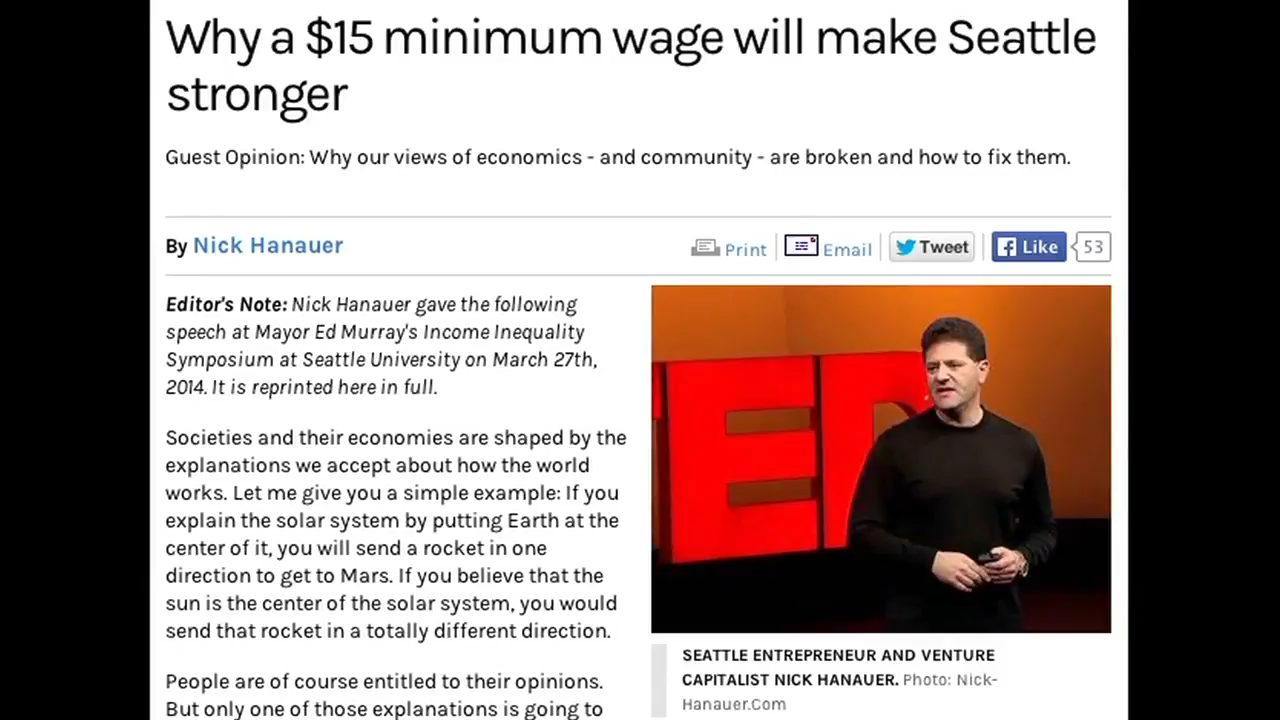 Why a $15 minimum wage will make Seattle
stronger
Guest Opinion: Why our views of economics - and community - are broken and how to fix them.
By Nick Hanauer
Print
Email
Tweet
Like
53
Editor's Note: Nick Hanauer gave the following
speech at Mayor Ed Murray's Income Inequality
Symposium at Seattle University on March 27th,
2014. It is reprinted here in full.
Societies and their economies are shaped by the
explanations we accept about how the world
works. Let me give you a simple example: If you
explain the solar system by putting Earth at the
center of it, you will send a rocket in one
direction to get to Mars. If you believe that the
sun is the center of the solar system, you would
send that rocket in a totally different direction.
People are of course entitled to their opinions.
But only one of those explanations is going to
TED
SEATTLE ENTREPRENEUR AND VENTURE
CAPITALIST NICK HANAUER. Photo: Nick-
Hanauer.Com